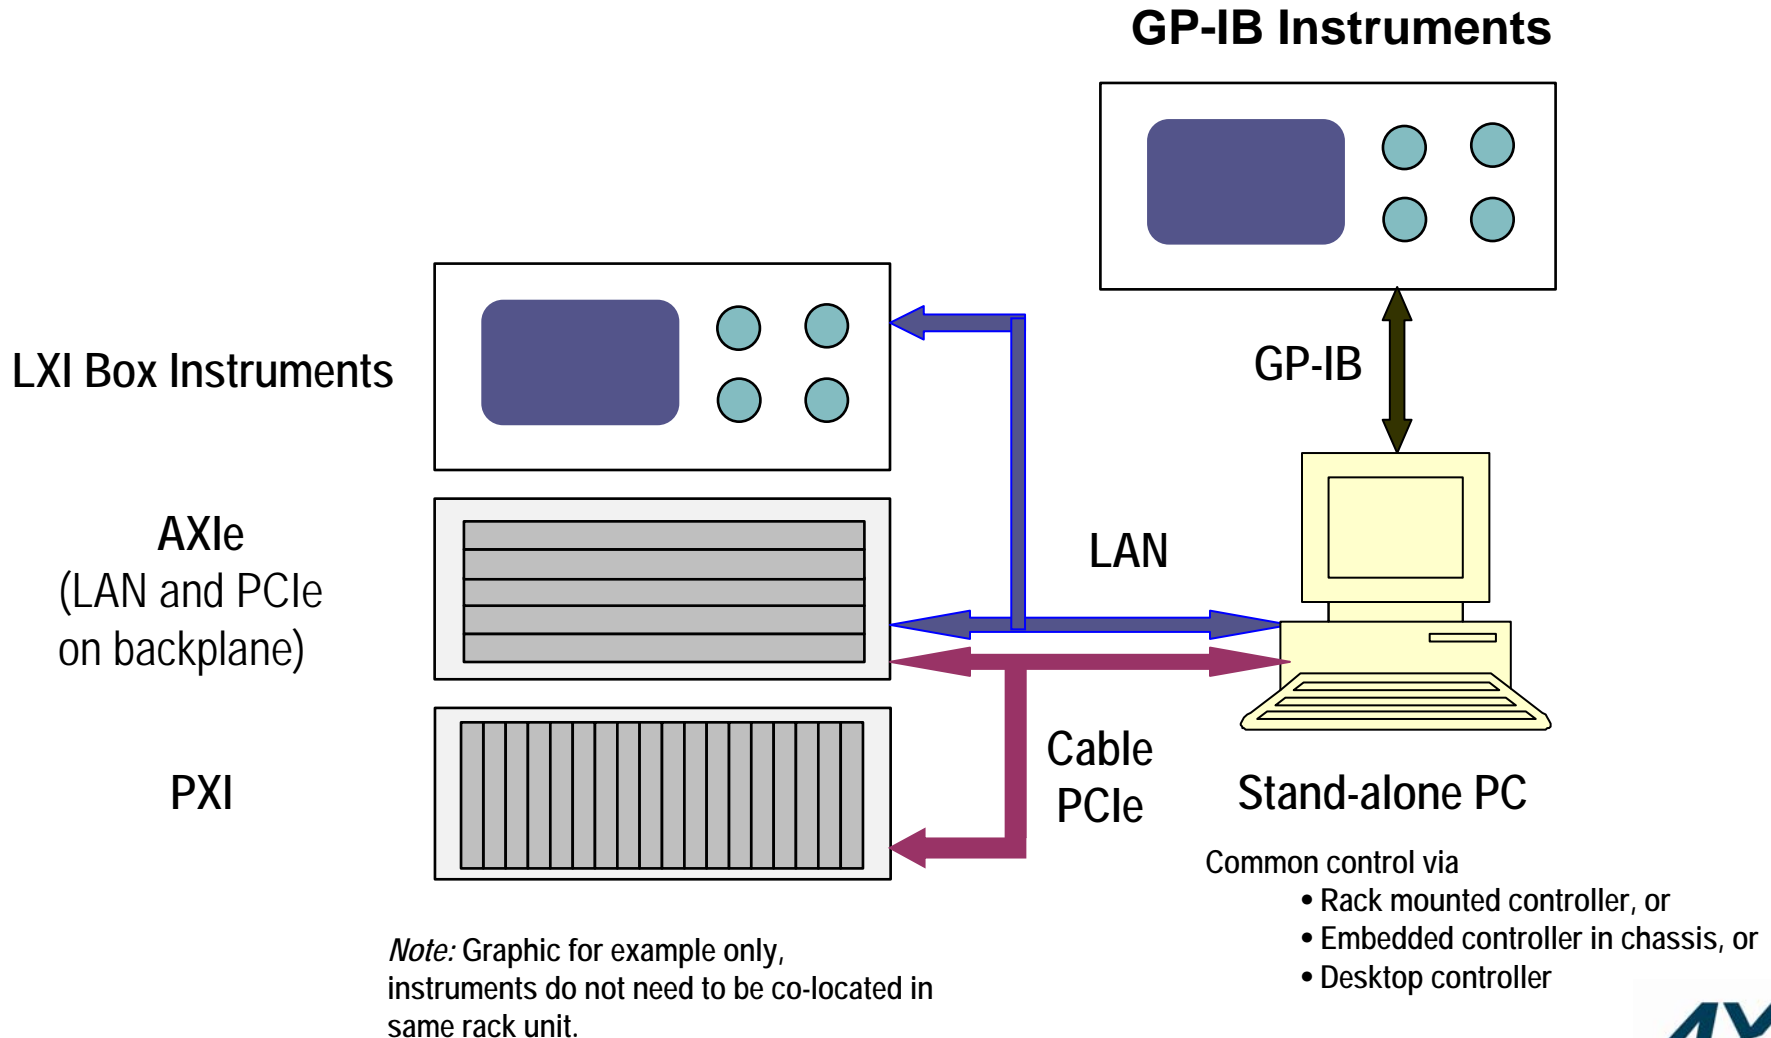 GP-IB Instruments
LXI Box Instruments
GP-IB
AXIe
(LAN and PCIe
on backplane)
LAN
PXI
Cable
PCIe
Stand-alone PC
Common control via
• Rack mounted controller, or
• Embedded controller in chassis, or
• Desktop controller
Note: Graphic for example only,
instruments do not need to be co-located in
same rack unit.